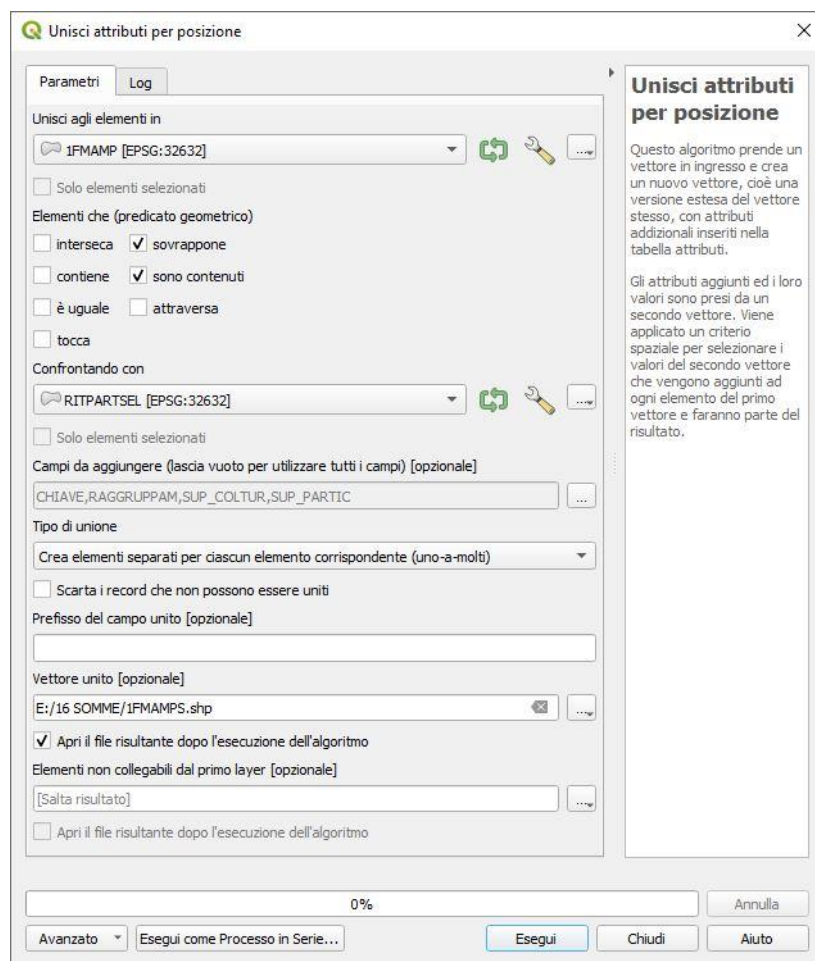 Unisci attributi per posizione
Parametri Log
Unisci agli elementi in
1FMAMP [EPSG:32632]
...
Solo elementi selezionati
Elementi che (predicato geometrico)
interseca sovrappone
contiene sono contenuti
è uguale attraversa
tocca
Confrontando con
RITPARTSEL [EPSG:32632]
...
Solo elementi selezionati
Campi da aggiungere (lascia vuoto per utilizzare tutti i campi) [opzionale]
CHIAVE,RAGGRUPPAM,SUP_COLTUR,SUP_PARTIC
...
Tipo di unione
Crea elementi separati per ciascun elemento corrispondente (uno-a-molti)
Scarta i record che non possono essere uniti
Prefisso del campo unito [opzionale]
Vettore unito [opzionale]
E:/16 SOMME/1FMAMPS.shp
...
Apri il file risultante dopo l'esecuzione dell'algoritmo
Elementi non collegabili dal primo layer [opzionale]
[Salta risultato]
...
Apri il file risultante dopo l'esecuzione dell'algoritmo
Unisci attributi
per posizione
Questo algoritmo prende un
vettore in ingresso e crea
un nuovo vettore, cioè una
versione estesa del vettore
stesso, con attributi
addizionali inseriti nella
tabella attributi.
Gli attributi aggiunti ed i loro
valori sono presi da un
secondo vettore. Viene
applicato un criterio
spaziale per selezionare i
valori del secondo vettore
che vengono aggiunti ad
ogni elemento del primo
vettore e faranno parte del
risultato.
0%
Annulla
Avanzato Esegui come Processo in Serie... Esegui Chiudi Aiuto